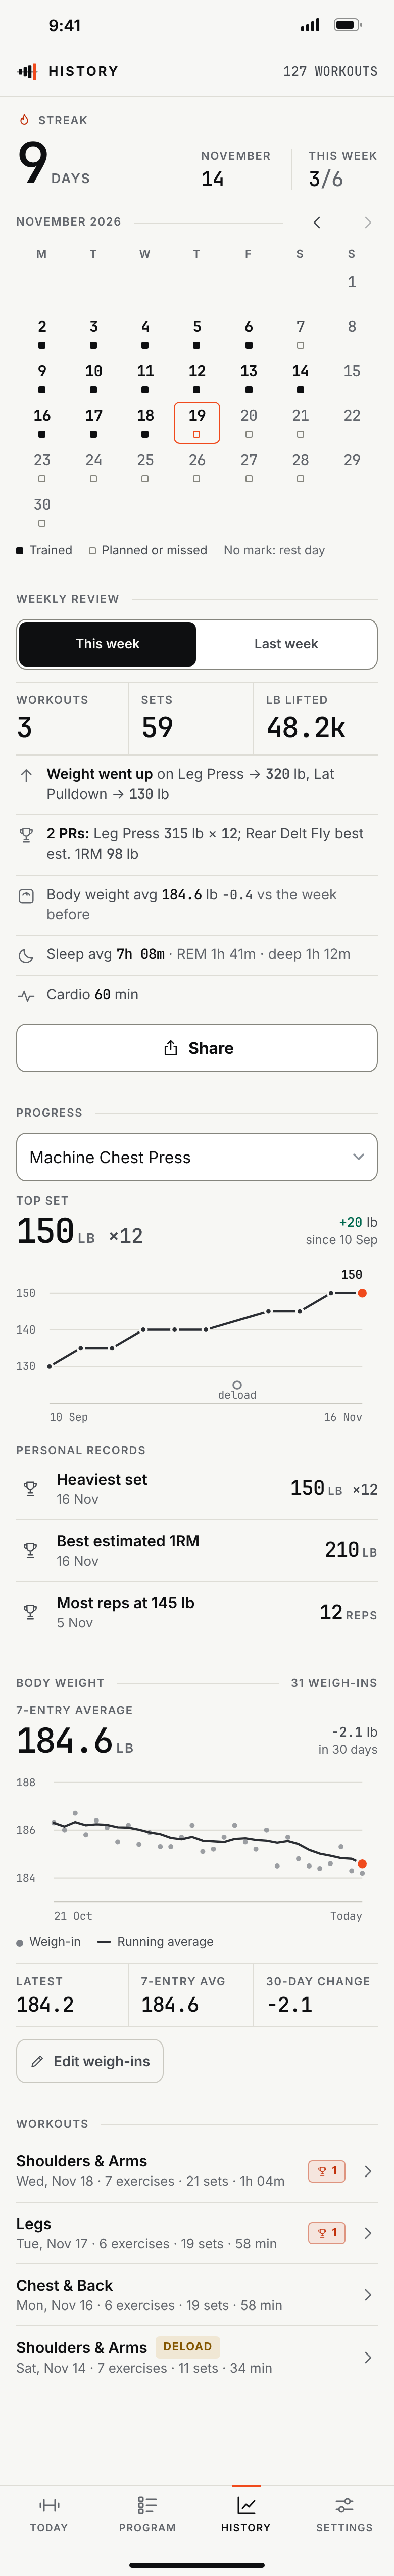 9:41
HISTORY
127 WORKOUTS
STREAK
9 DAYS
NOVEMBER
14
THIS WEEK
3/6
NOVEMBER 2026
M T W T F S S
1
2 3 4 5 6 7 8
9 10 11 12 13 14 15
16 17 18 19 20 21 22
23 24 25 26 27 28 29
30
Trained Planned or missed No mark: rest day
WEEKLY REVIEW
This week Last week
WORKOUTS SETS LB LIFTED
3 59 48.2k
Weight went up on Leg Press → 320 lb, Lat
Pulldown → 130 lb
2 PRs: Leg Press 315 lb × 12; Rear Delt Fly best
est. 1RM 98 lb
Body weight avg 184.6 lb -0.4 vs the week
before
Sleep avg 7h 08m · REM 1h 41m · deep 1h 12m
Cardio 60 min
Share
PROGRESS
Machine Chest Press
TOP SET
150 LB ×12
+20 lb
since 10 Sep
150
150
140
130
deload
10 Sep 16 Nov
PERSONAL RECORDS
Heaviest set
16 Nov
150 LB ×12
Best estimated 1RM
16 Nov
210 LB
Most reps at 145 lb
5 Nov
12 REPS
BODY WEIGHT 31 WEIGH-INS
7-ENTRY AVERAGE
184.6 LB
-2.1 lb
in 30 days
188
186
184
21 Oct Today
Weigh-in Running average
LATEST 7-ENTRY AVG 30-DAY CHANGE
184.2 184.6 -2.1
Edit weigh-ins
WORKOUTS
Shoulders & Arms
Wed, Nov 18 · 7 exercises · 21 sets · 1h 04m
1
Legs
Tue, Nov 17 · 6 exercises · 19 sets · 58 min
1
Chest & Back
Mon, Nov 16 · 6 exercises · 19 sets · 58 min
Shoulders & Arms DELOAD
Sat, Nov 14 · 7 exercises · 11 sets · 34 min
TODAY PROGRAM HISTORY SETTINGS